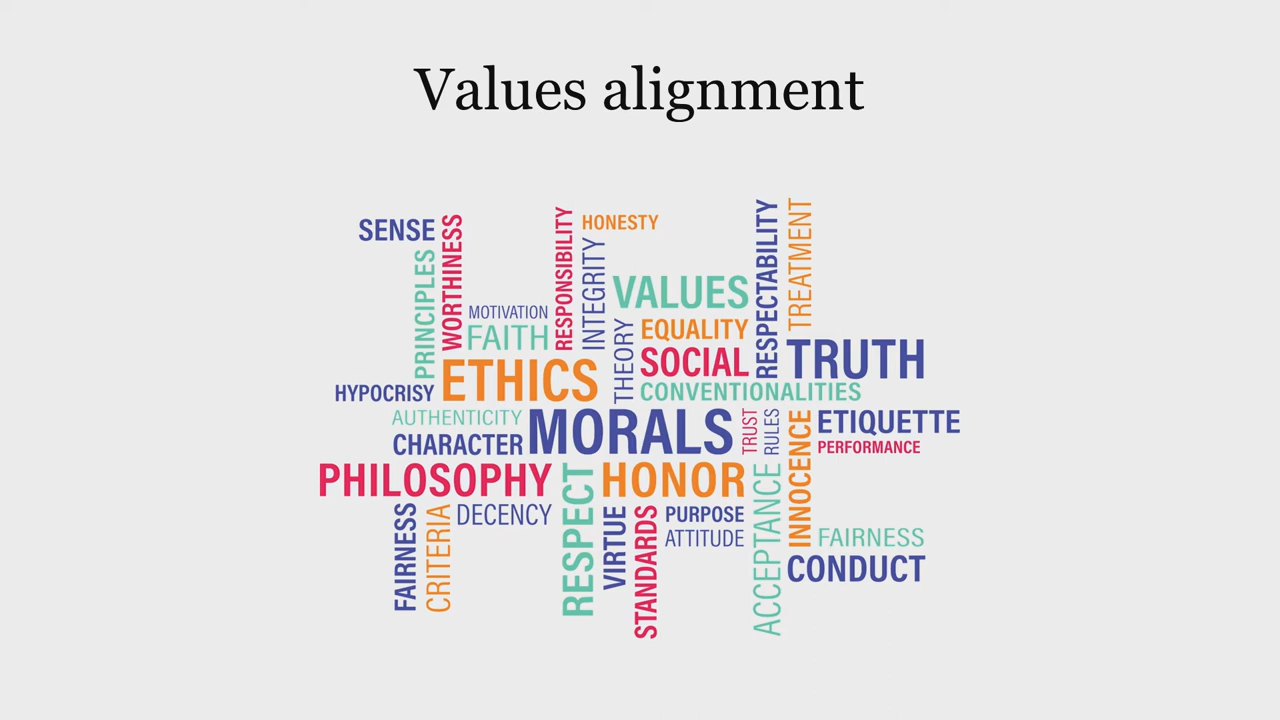 Values alignment
SENSE
PRINCIPLES
WORTHINESS
MOTIVATION
FAITH
RESPONSIBILITY
HONESTY
INTEGRITY
VALUES
THEORY
EQUALITY
SOCIAL
RESPECTABILITY
TREATMENT
TRUTH
HYPOCRISY
ETHICS
CONVENTIONALITIES
AUTHENTICITY
CHARACTER
MORALS
TRUST
RULES
INNOCENCE
ETIQUETTE
PERFORMANCE
PHILOSOPHY
RESPECT
HONOR
ACCEPTANCE
FAIRNESS
CRITERIA
DECENCY
VIRTUE
STANDARDS
PURPOSE
ATTITUDE
FAIRNESS
CONDUCT